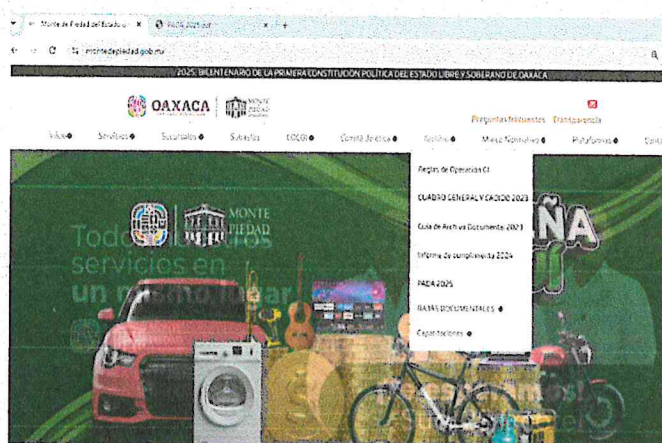 Monte de Piedad del Estado
PADA 2025.pdf
montedepiedad.gob.mx
2025, BICENTENARIO DE LA PRIMERA CONSTITUCIÓN POLÍTICA DEL ESTADO LIBRE Y SOBERANO DE OAXACA
OAXACA
MONTE
PIEDAD
Preguntas frecuentes Transparencia
Inicio Servicios Sucursales Subastas COCOI Comité de ética Archivo Marco Normativo Plataformas
Reglas de Operación GI
CUADRO GENERAL Y CADIDO 2023
Guía de Archivo Documental 2023
Informe de cumplimiento 2024
PADA 2025
BAJAS DOCUMENTALES
Capacitaciones
MONTE
PIEDAD
servicios en
un mismo lugar